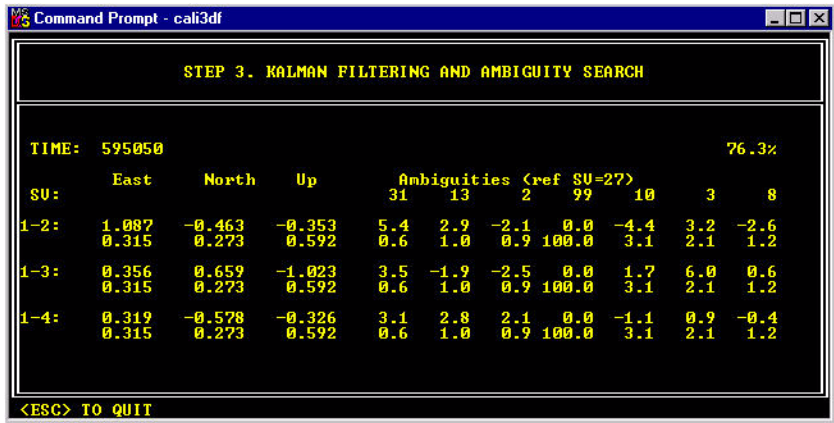 Command Prompt - cali3df
STEP 3. KALMAN FILTERING AND AMBIGUITY SEARCH
TIME: 595050 76.3%
East North Up Ambiguities (ref SV=27)
SV: 31 13 2 99 10 3 8
1-2: 1.087 -0.463 -0.353 5.4 2.9 -2.1 0.0 -4.4 3.2 -2.6
0.315 0.273 0.592 0.6 1.0 0.9 100.0 3.1 2.1 1.2
1-3: 0.356 0.659 -1.023 3.5 -1.9 -2.5 0.0 1.7 6.0 0.6
0.315 0.273 0.592 0.6 1.0 0.9 100.0 3.1 2.1 1.2
1-4: 0.319 -0.578 -0.326 3.1 2.8 2.1 0.0 -1.1 0.9 -0.4
0.315 0.273 0.592 0.6 1.0 0.9 100.0 3.1 2.1 1.2
<ESC> TO QUIT